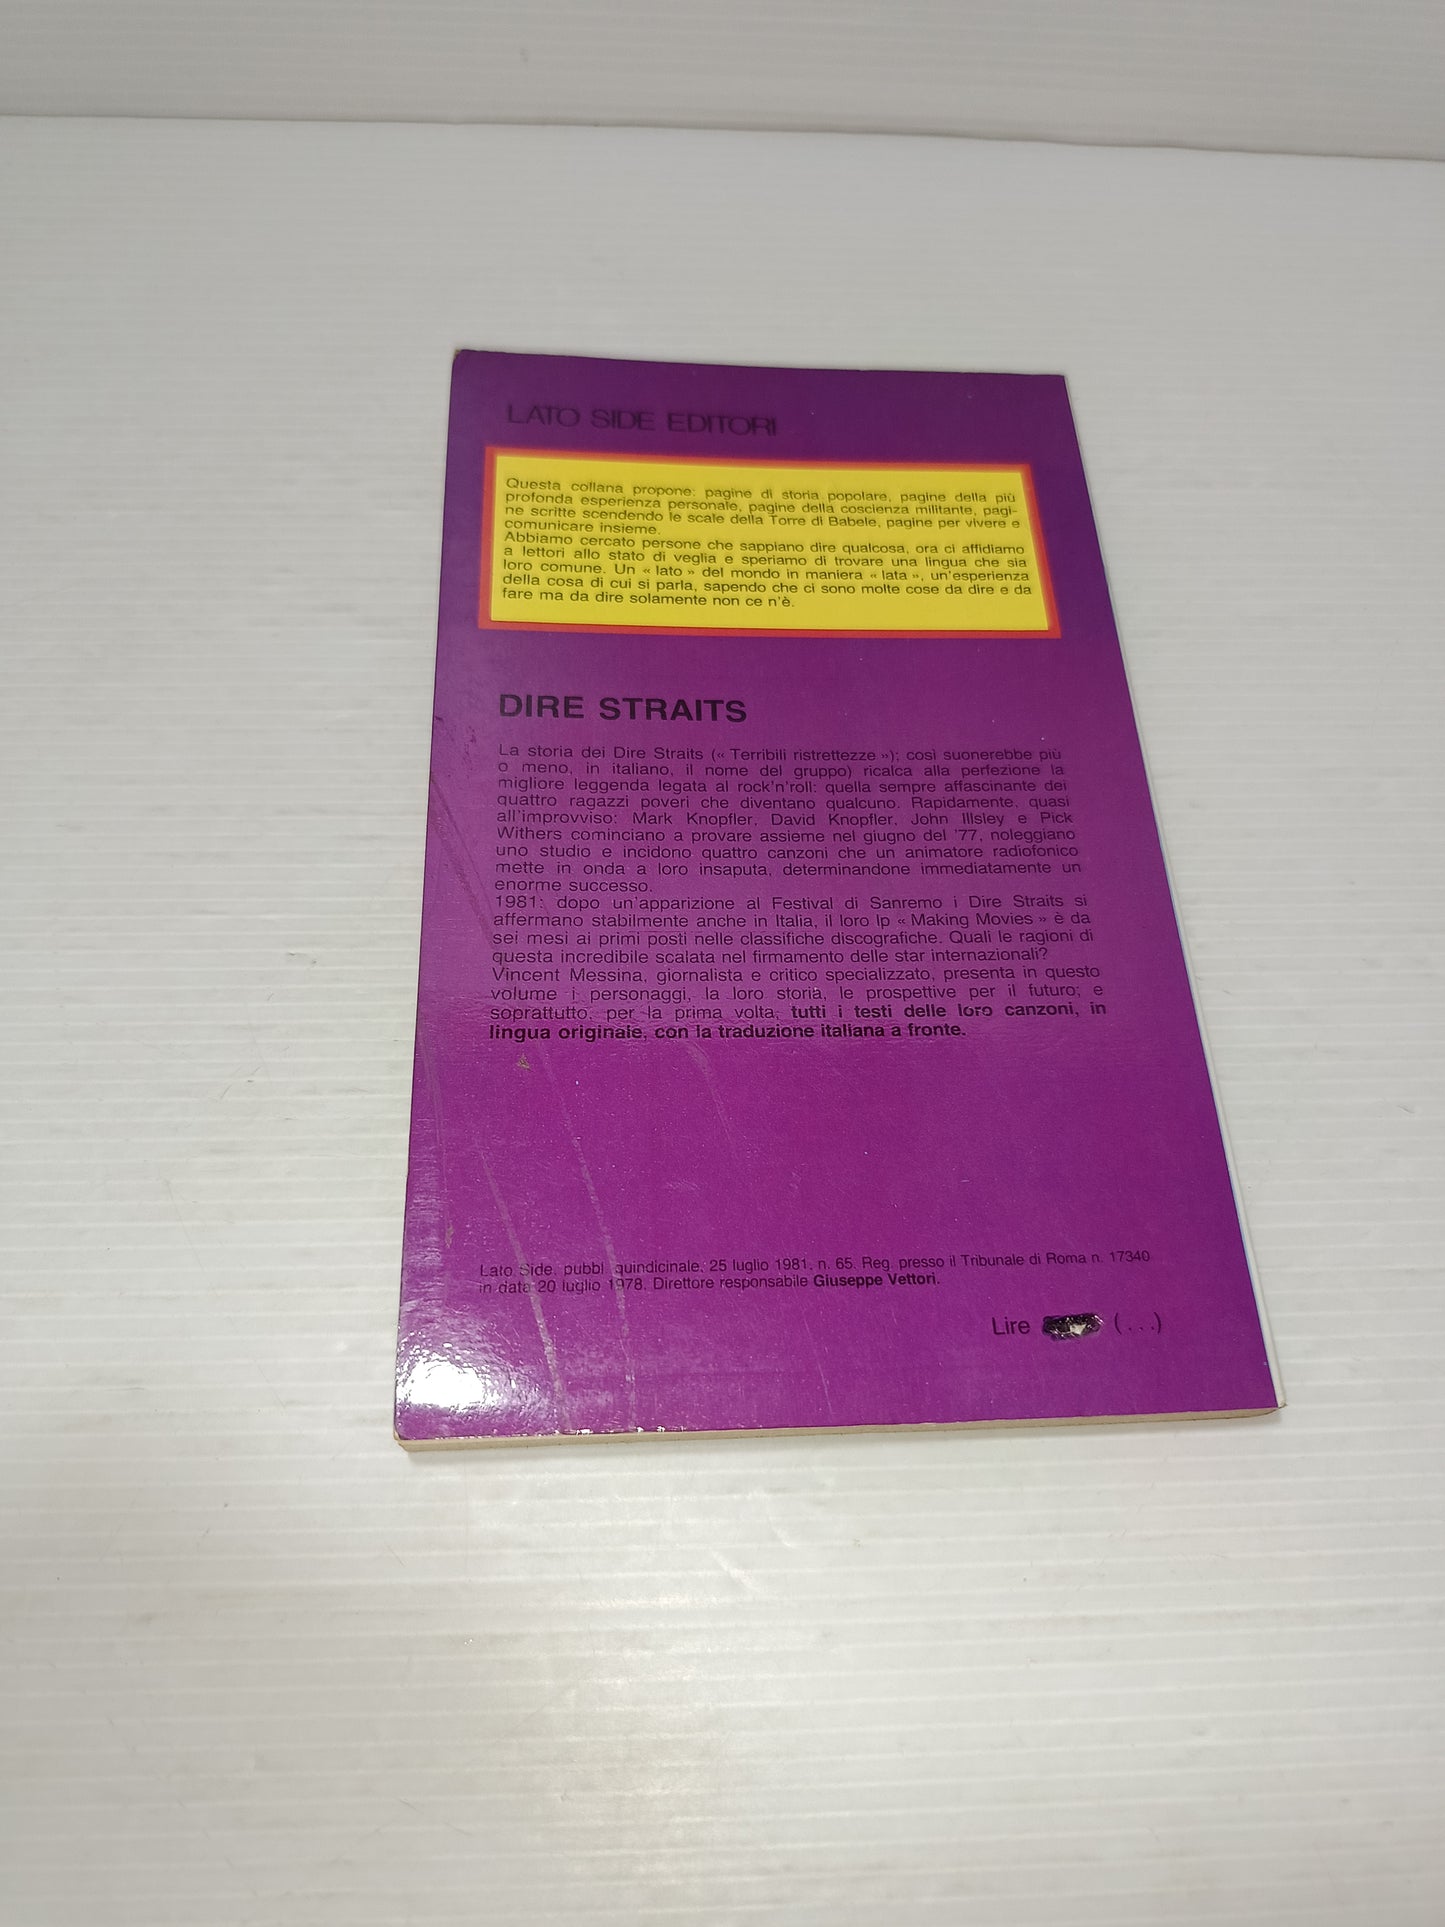 LATO SIDE EDITORI
Questa collana propone: pagine di storia popolare, pagine della più
profonda esperienza personale, pagine della coscienza militante, pagi-
ne scritte scendendo le scale della Torre di Babele, pagine per vivere e
comunicare insieme.
Abbiamo cercato persone che sappiano dire qualcosa, ora ci affidiamo
a lettori allo stato di veglia e speriamo di trovare una lingua che sia
loro comune. Un « lato » del mondo in maniera « lata », un'esperienza
della cosa di cui si parla, sapendo che ci sono molte cose da dire e da
fare ma da dire solamente non ce n'è.
DIRE STRAITS
La storia dei Dire Straits (« Terribili ristrettezze »); così suonerebbe più
o meno, in italiano, il nome del gruppo) ricalca alla perfezione la
migliore leggenda legata al rock'n'roll: quella sempre affascinante dei
quattro ragazzi poveri che diventano qualcuno. Rapidamente, quasi
all'improvviso: Mark Knopfler, David Knopfler, John Illsley e Pick
Withers cominciano a provare assieme nel giugno del '77, noleggiano
uno studio e incidono quattro canzoni che un animatore radiofonico
mette in onda a loro insaputa, determinandone immediatamente un
enorme successo.
1981: dopo un'apparizione al Festival di Sanremo i Dire Straits si
affermano stabilmente anche in Italia, il loro lp « Making Movies » è da
sei mesi ai primi posti nelle classifiche discografiche. Quali le ragioni di
questa incredibile scalata nel firmamento delle star internazionali?
Vincent Messina, giornalista e critico specializzato, presenta in questo
volume i personaggi, la loro storia, le prospettive per il futuro; e
soprattutto, per la prima volta, tutti i testi delle loro canzoni, in
lingua originale, con la traduzione italiana a fronte.
Lato Side, pubbl. quindicinale, 25 luglio 1981, n. 65. Reg. presso il Tribunale di Roma n. 17340
in data 20 luglio 1978. Direttore responsabile Giuseppe Vettori.
Lire (...)